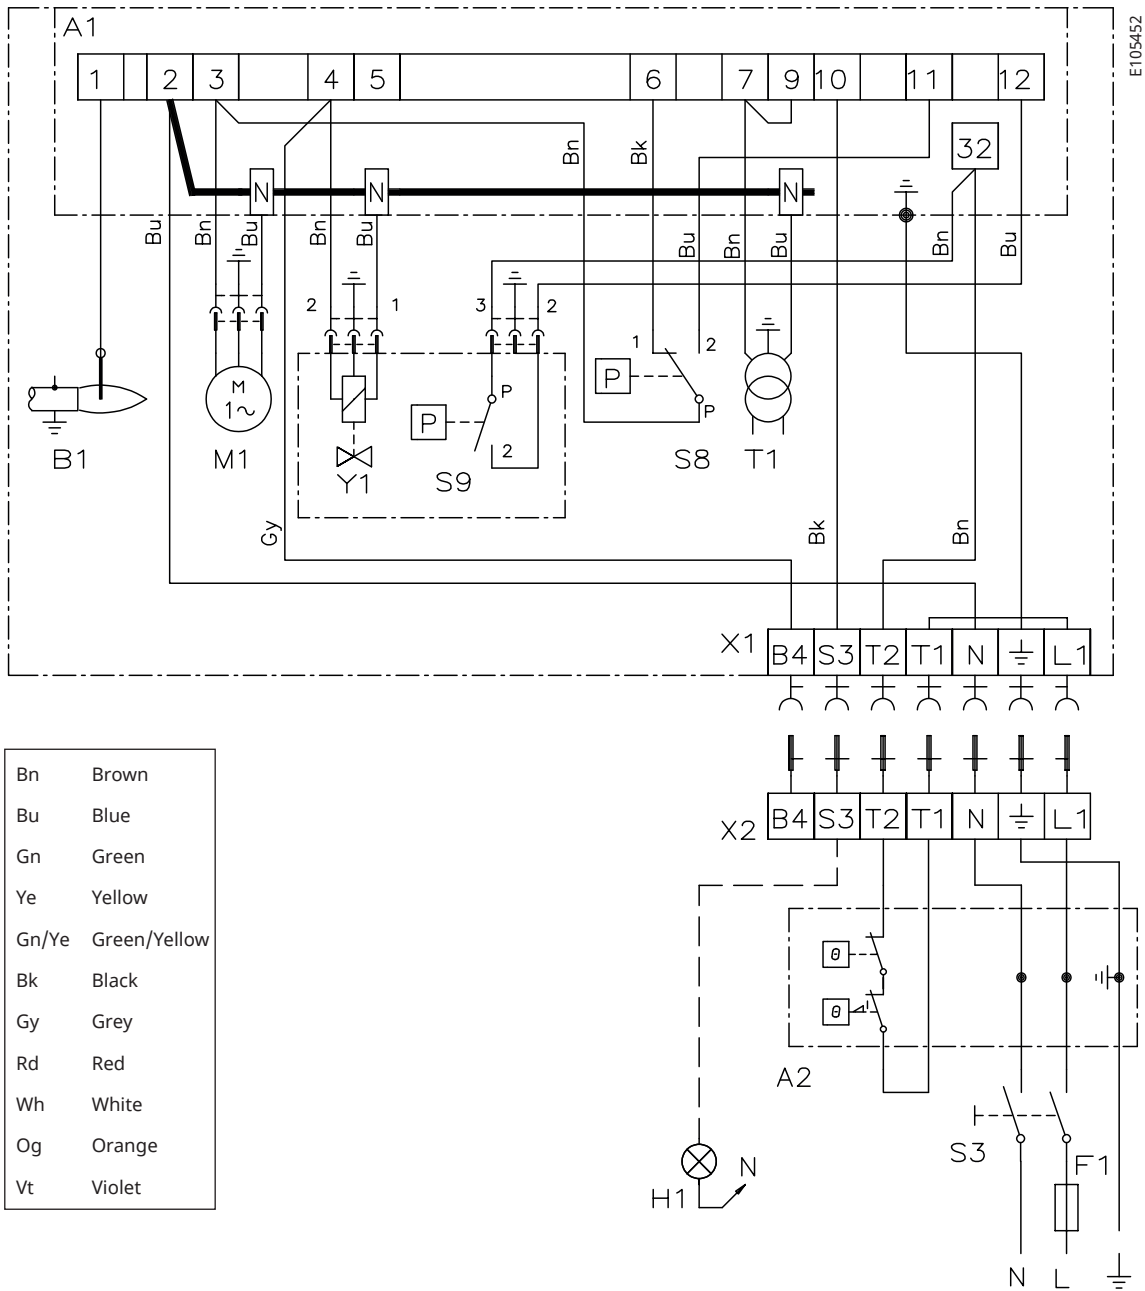 E105452
A1
1 2 3 4 5 6 7 9 10 11 12
32
Bn Bk
N N N
Bu Bn Bu Bn Bu Bu Bn Bu Bn Bu
2 1 3 2
1 2
M
1~
P
P
2
P
P
B1 M1 Y1 S9 S8 T1
Gy Bk Bn
X1 B4 S3 T2 T1 N L1
X2 B4 S3 T2 T1 N L1
Bn Brown
Bu Blue
Gn Green
Ye Yellow
Gn/Ye Green/Yellow
Bk Black
Gy Grey
Rd Red
Wh White
Og Orange
Vt Violet
θ
θ
A2
S3 F1
H1 N
N L